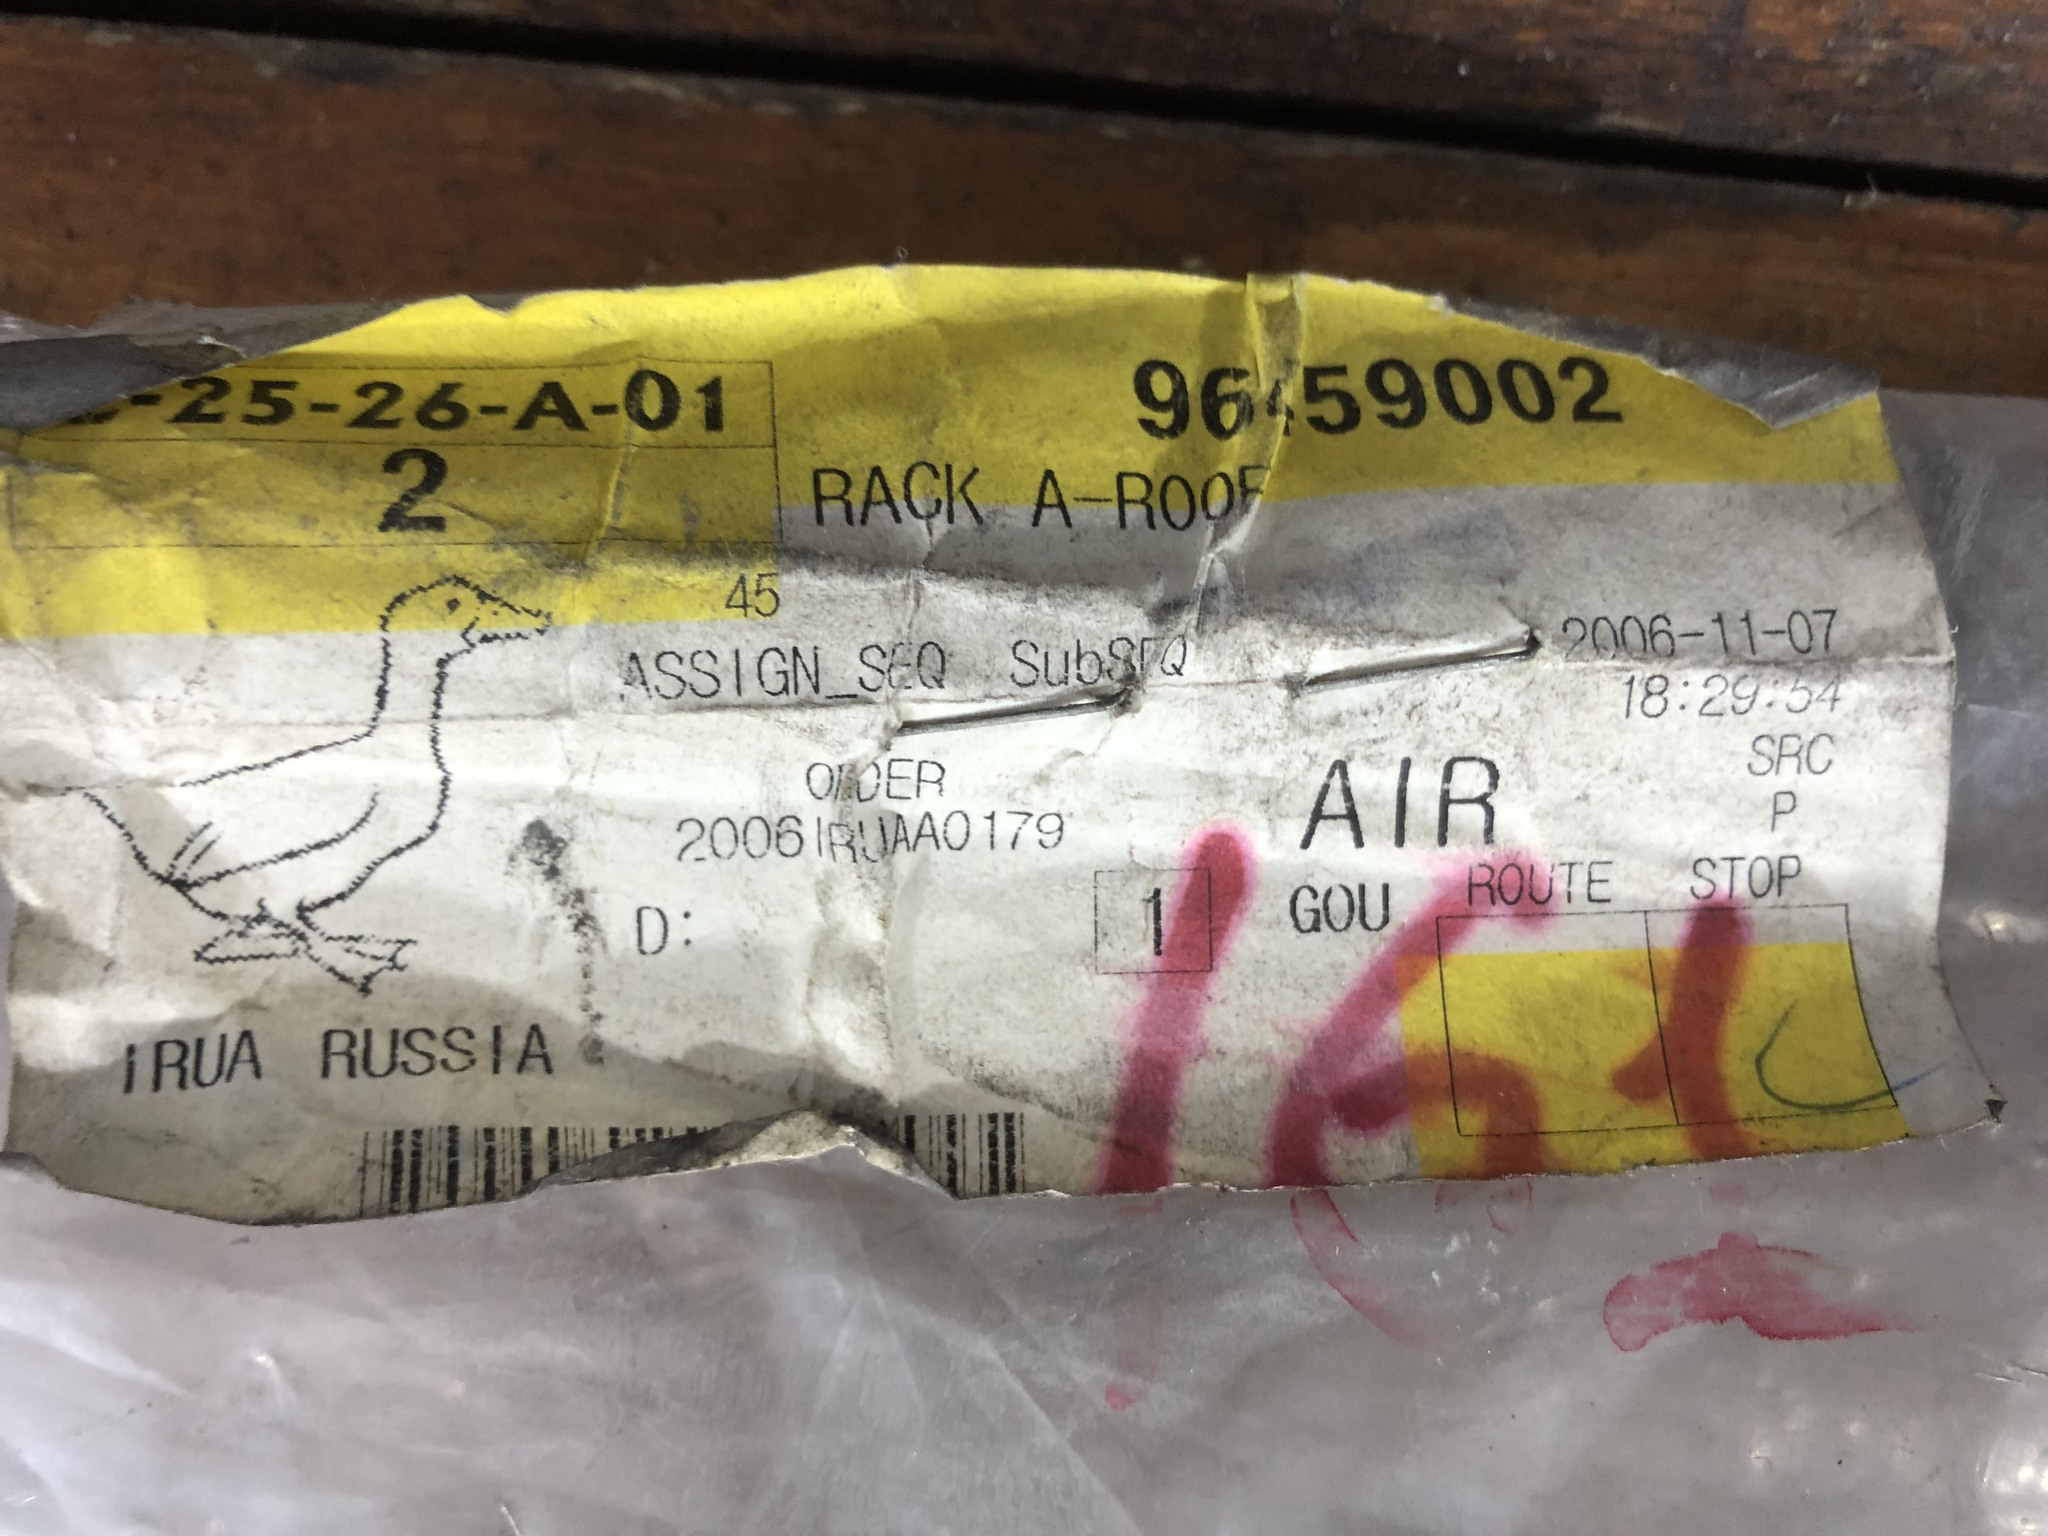 -25-26-A-01
96459002
2
RACK A-ROOF
45
ASSIGN_SEQ SubSEQ
2006-11-07
18:29:54
SRC
P
ORDER
2006IRUAA0179
AIR
D:
1
GOU
ROUTE STOP
IRUA RUSSIA